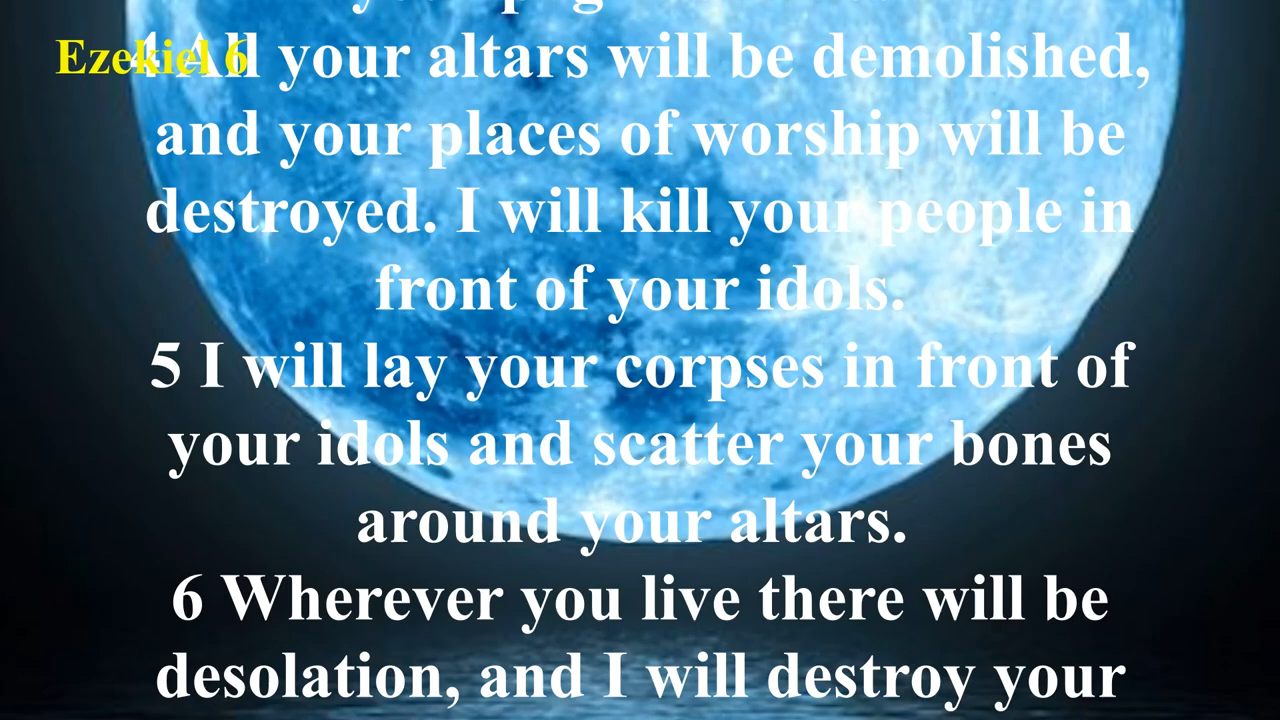 Ezekiel 6
4 All your altars will be demolished,
and your places of worship will be
destroyed. I will kill your people in
front of your idols.
5 I will lay your corpses in front of
your idols and scatter your bones
around your altars.
6 Wherever you live there will be
desolation, and I will destroy your